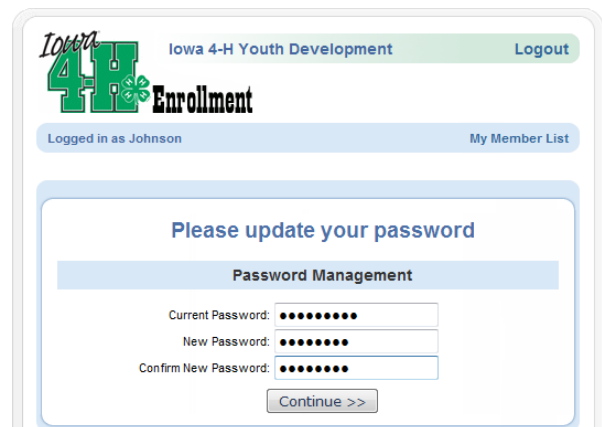 Iowa
4-H
Enrollment
Iowa 4-H Youth Development Logout
Logged in as Johnson My Member List
Please update your password
Password Management
Current Password: ●●●●●●●●●
New Password: ●●●●●●●●
Confirm New Password: ●●●●●●●●
Continue >>